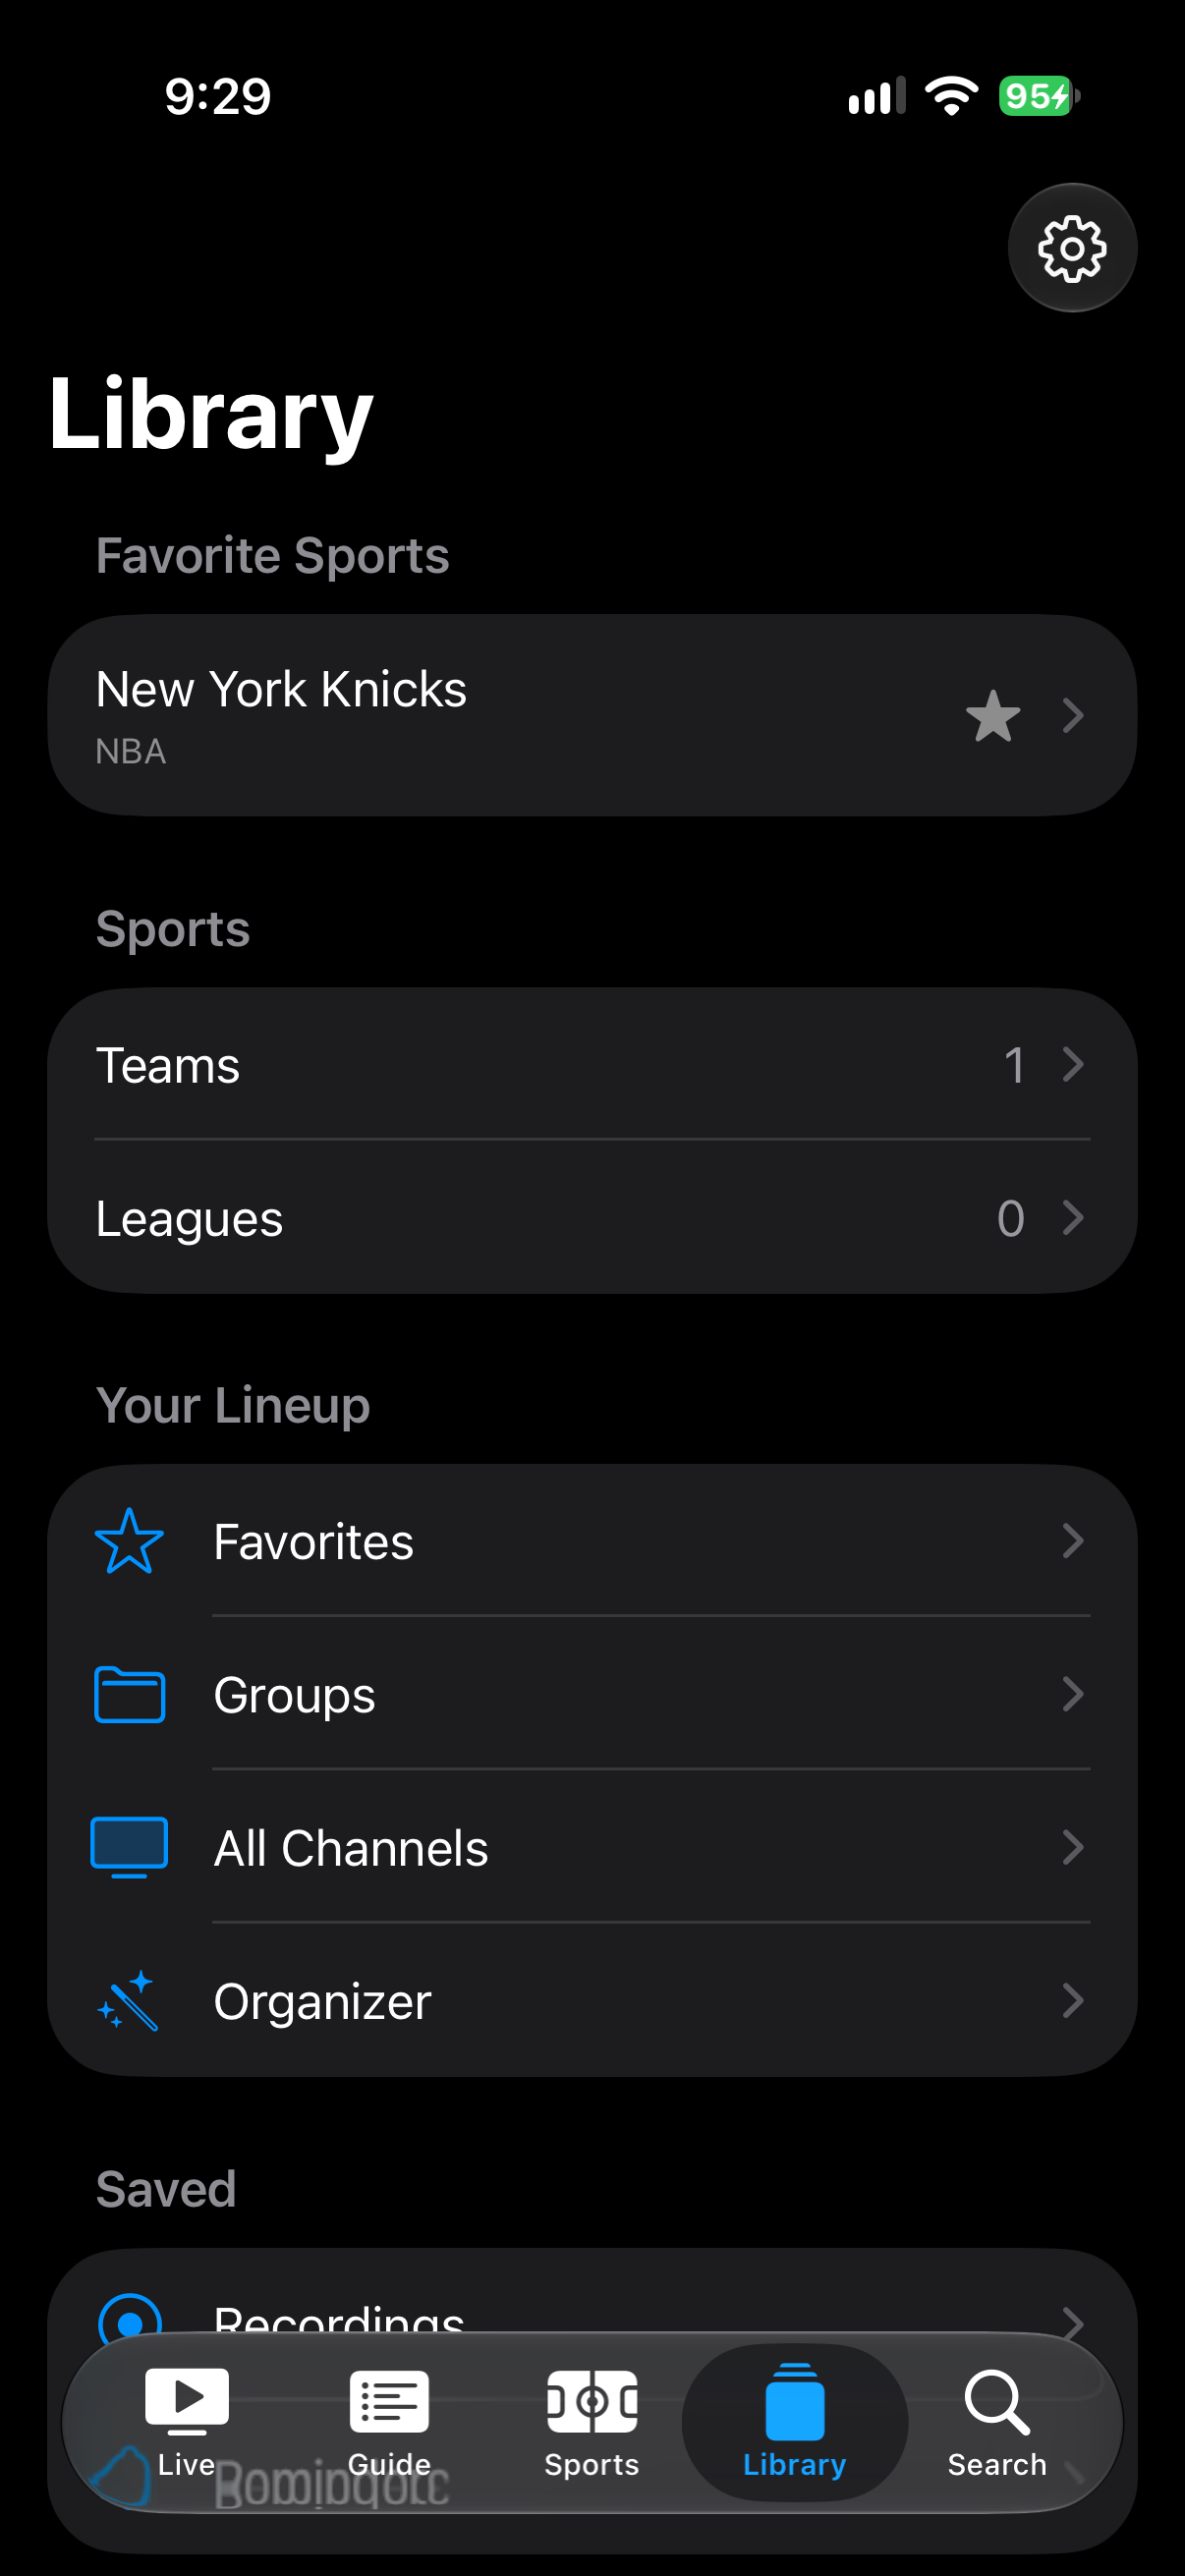 9:29
95
Library
Favorite Sports
New York Knicks
NBA
Sports
Teams 1
Leagues 0
Your Lineup
Favorites
Groups
All Channels
Organizer
Saved
Recordings
Live Guide Sports Library Search